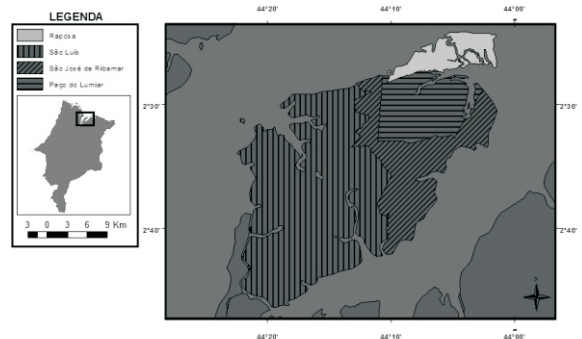 LEGENDA
Raposa
São Luís
São José de Ribamar
Paço do Lumiar
3 0 3 6 9 Km
44°20' 44°10' 44°00'
2°30' 2°30'
2°40' 2°40'
N
44°20' 44°10' 44°00'